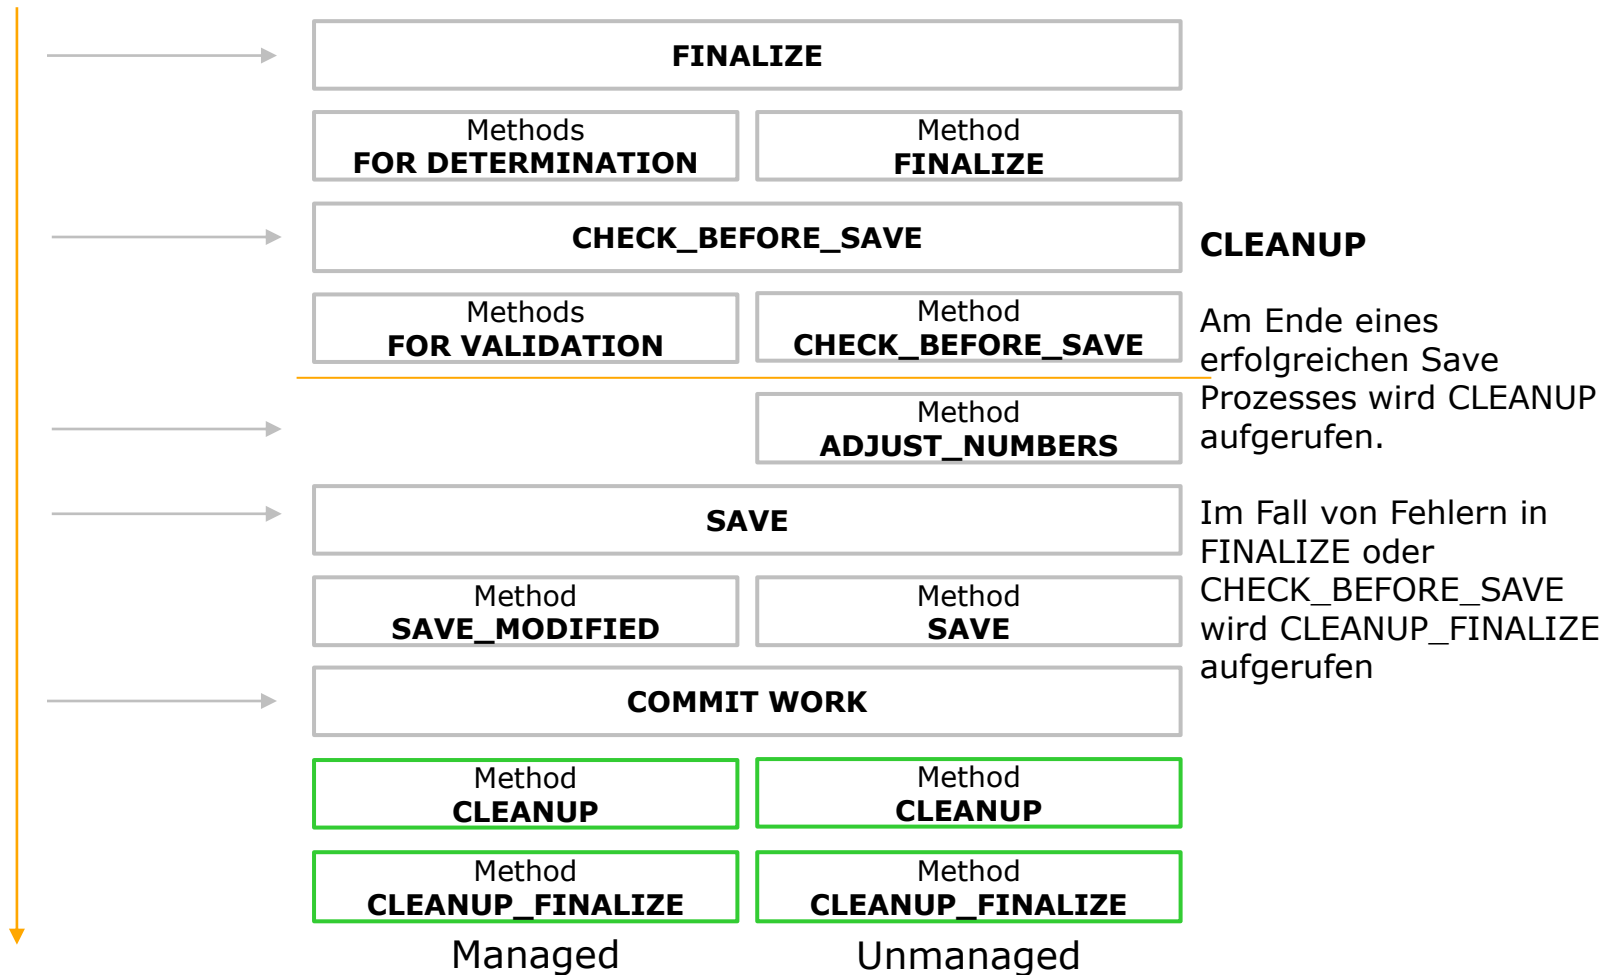 FINALIZE
Methods
FOR DETERMINATION
Method
FINALIZE
CHECK_BEFORE_SAVE
Methods
FOR VALIDATION
Method
CHECK_BEFORE_SAVE
Method
ADJUST_NUMBERS
SAVE
Method
SAVE_MODIFIED
Method
SAVE
COMMIT WORK
Method
CLEANUP
Method
CLEANUP
Method
CLEANUP_FINALIZE
Method
CLEANUP_FINALIZE
Managed
Unmanaged
CLEANUP
Am Ende eines
erfolgreichen Save
Prozesses wird CLEANUP
aufgerufen.
Im Fall von Fehlern in
FINALIZE oder
CHECK_BEFORE_SAVE
wird CLEANUP_FINALIZE
aufgerufen